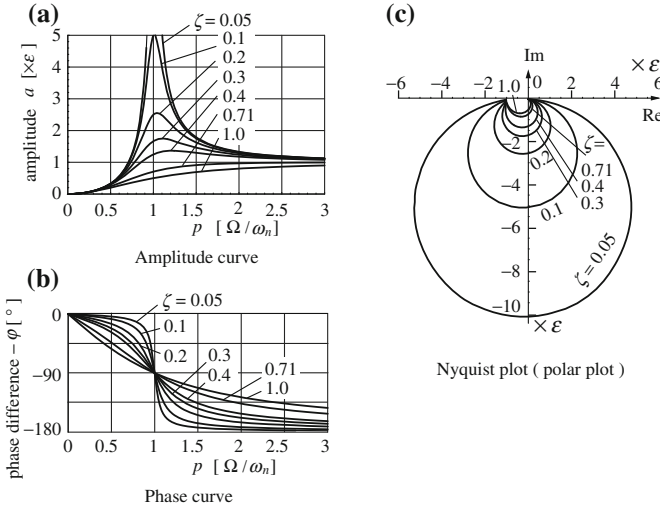 (a)
ζ = 0.05
0.1
0.2
0.3
0.4
0.71
1.0
amplitude a [×ε]
5
4
3
2
1
0
0 0.5 1 1.5 2 2.5 3
p [ Ω/ωn ]
Amplitude curve
(b)
ζ = 0.05
0.1
0.2
0.3
0.4
0.71
1.0
phase difference − φ [ ° ]
0
−90
−180
0 0.5 1 1.5 2 2.5 3
p [ Ω/ωn ]
Phase curve
(c)
Im
×ε
−6 −4 −2 0 0 2 4 6
Re
1.0
ζ=
0.71
0.4
0.3
0.2
0.1
ζ = 0.05
−2
−4
−6
−8
−10
×ε
Nyquist plot ( polar plot )